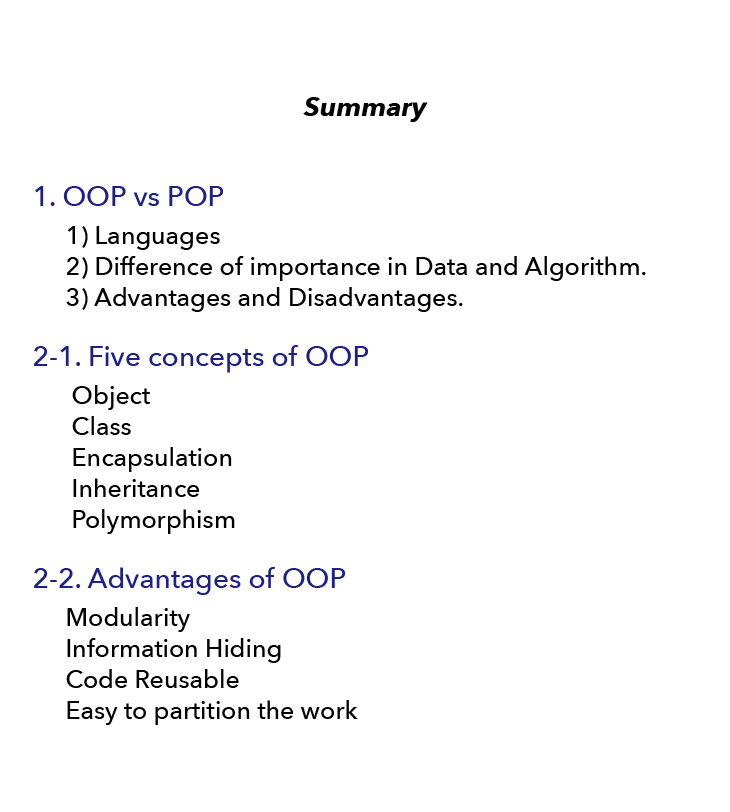 Summary
1. OOP vs POP
1) Languages
2) Difference of importance in Data and Algorithm.
3) Advantages and Disadvantages.
2-1. Five concepts of OOP
Object
Class
Encapsulation
Inheritance
Polymorphism
2-2. Advantages of OOP
Modularity
Information Hiding
Code Reusable
Easy to partition the work